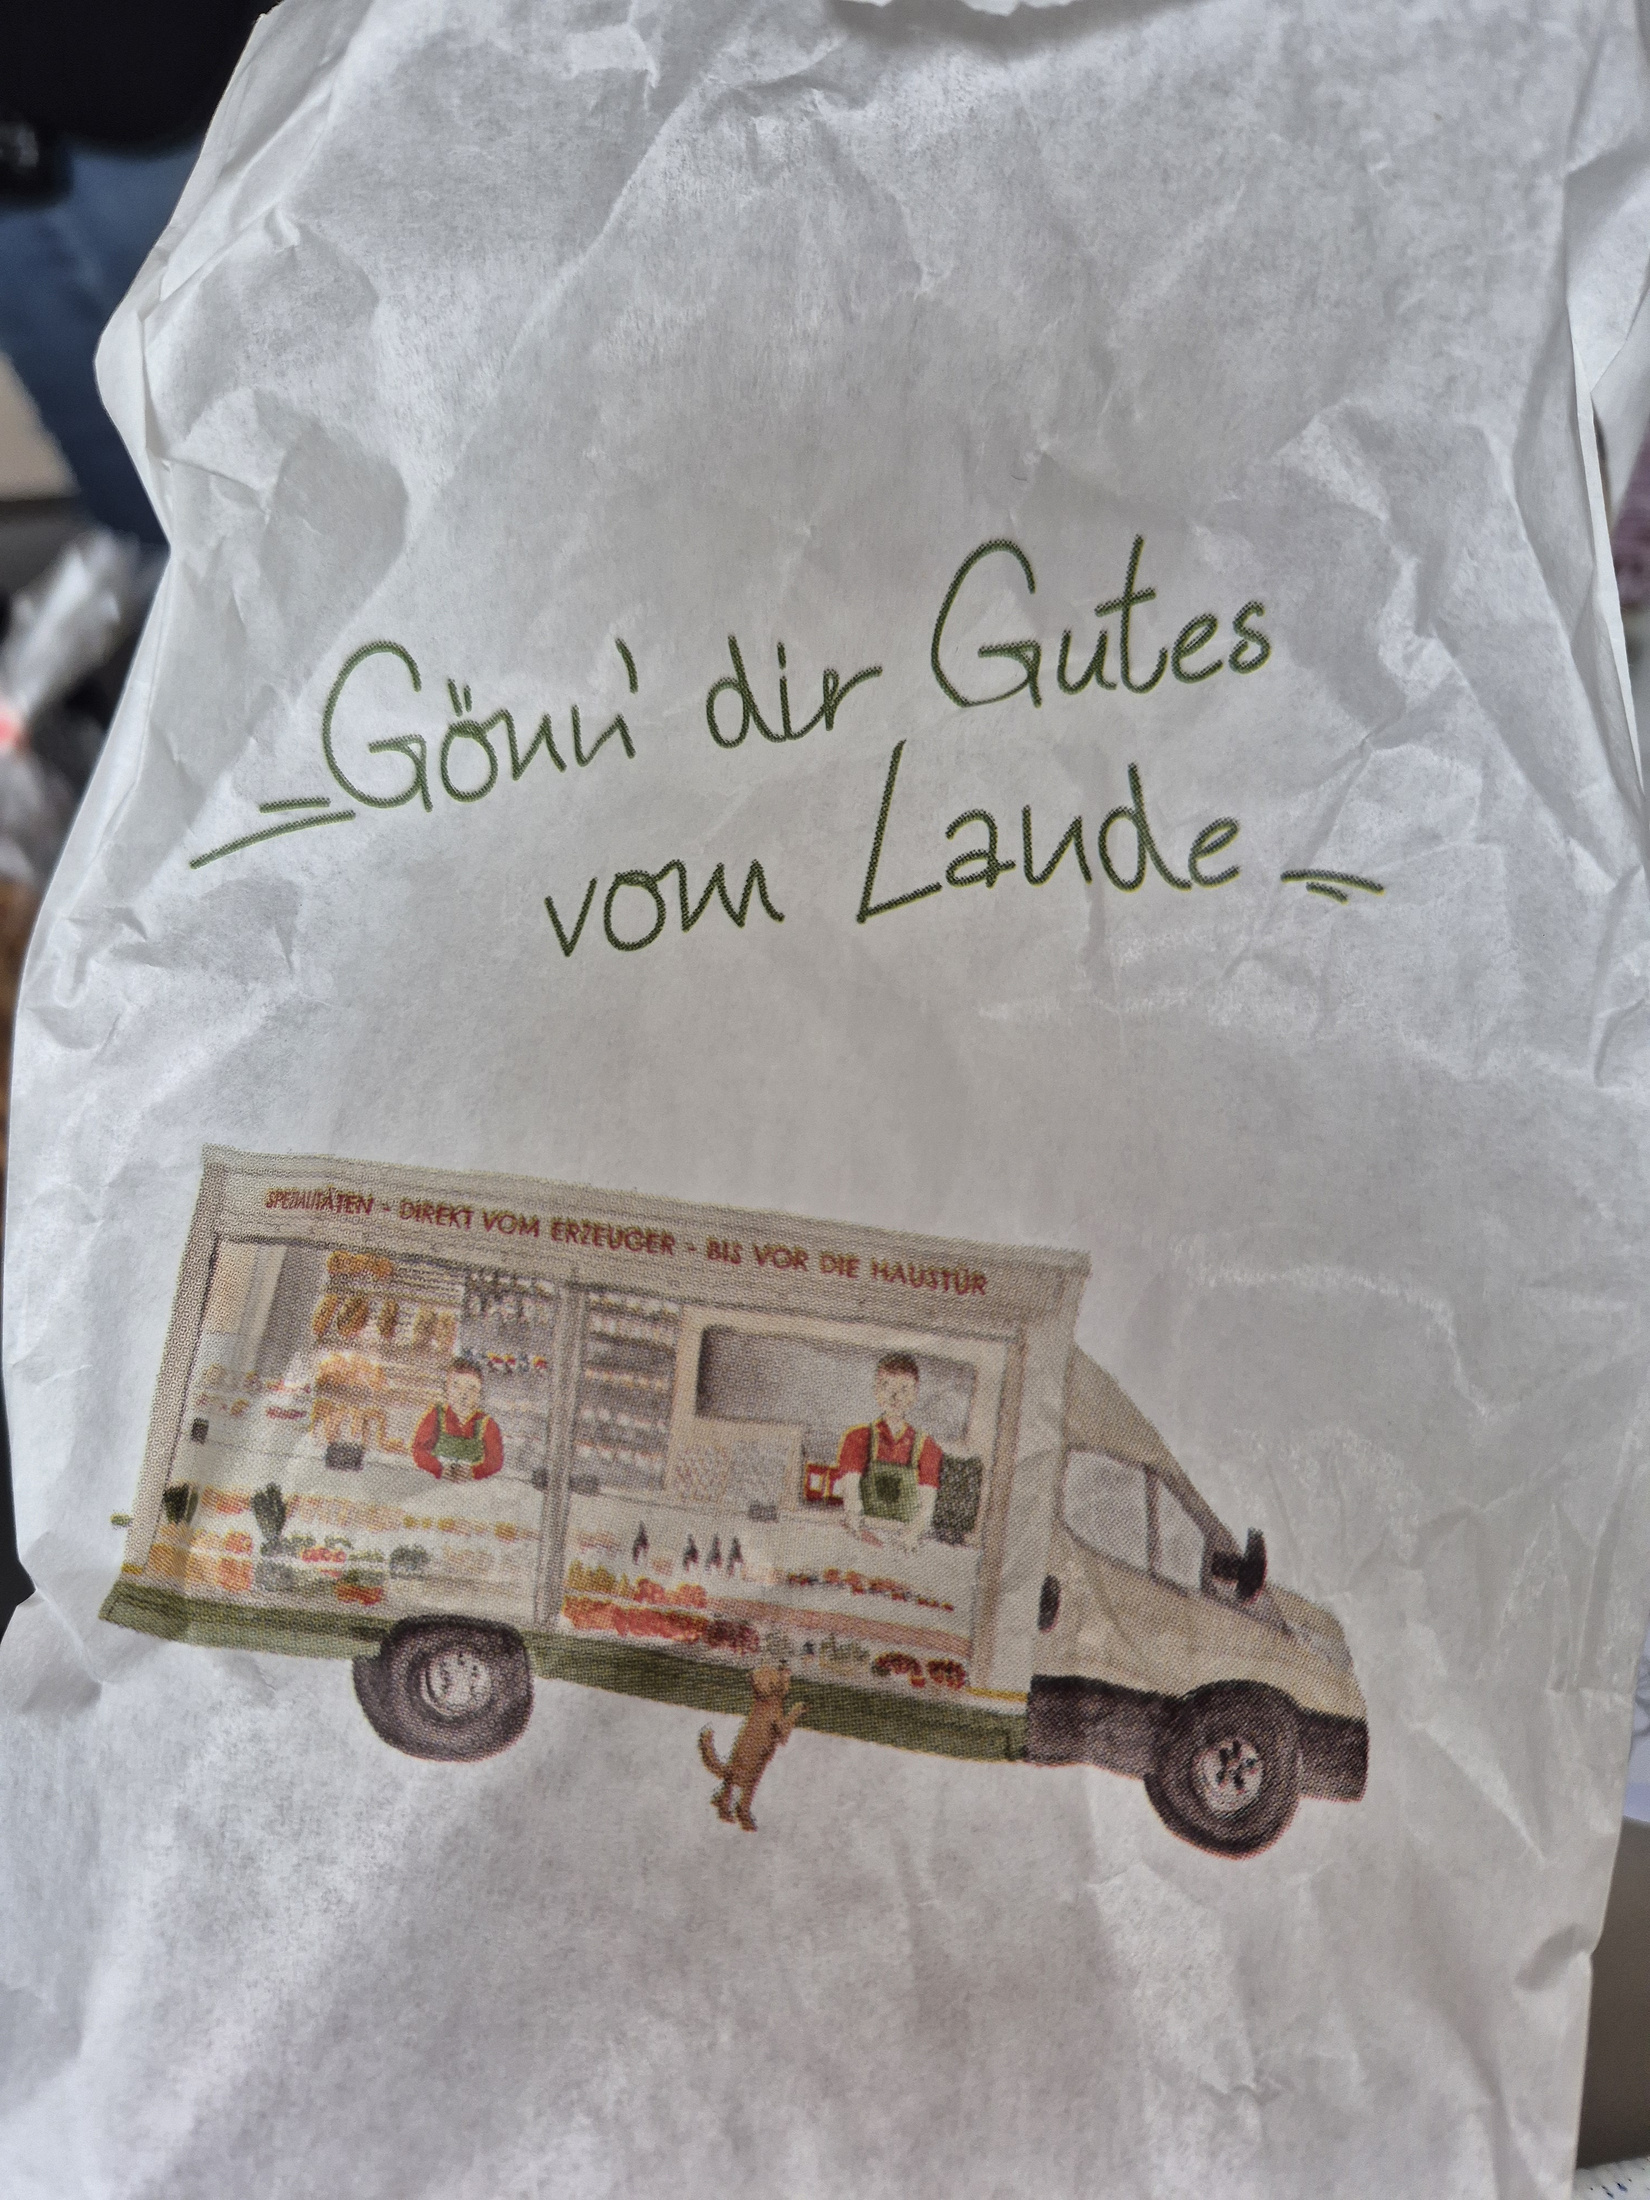 Gönn' dir Gutes
vom Lande
SPEZIALITÄTEN - DIREKT VOM ERZEUGER - BIS VOR DIE HAUSTÜR